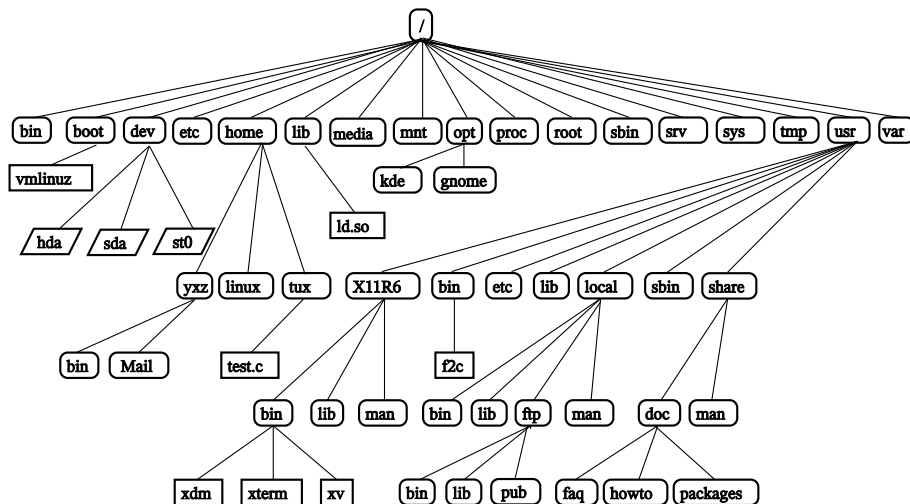 /
bin boot dev etc home lib media mnt opt proc root sbin srv sys tmp usr var
vmlinuz kde gnome
ld.so
hda sda st0
yxz linux tux X11R6 bin etc lib local sbin share
bin Mail test.c f2c
bin lib man bin lib ftp man doc man
xdm xterm xv bin lib pub faq howto packages